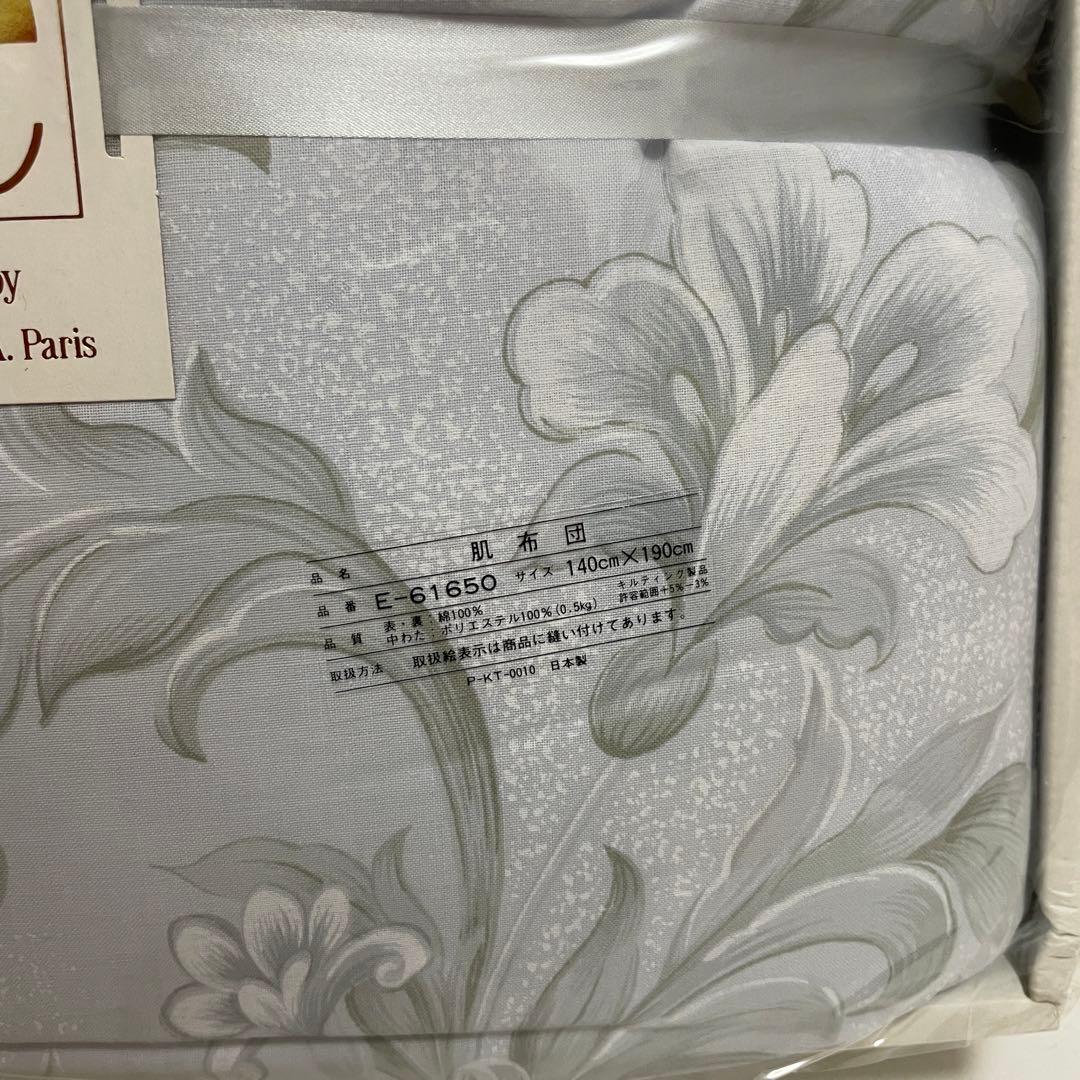 by
A. Paris
品名 肌布団
品番 E-61650 サイズ 140cm×190cm
品質 表・裏：綿100% キルティング製品
中わた：ポリエステル100%(0.5kg) 許容範囲+5%−3%
取扱方法 取扱絵表示は商品に縫い付けてあります。
P-KT-0010 日本製